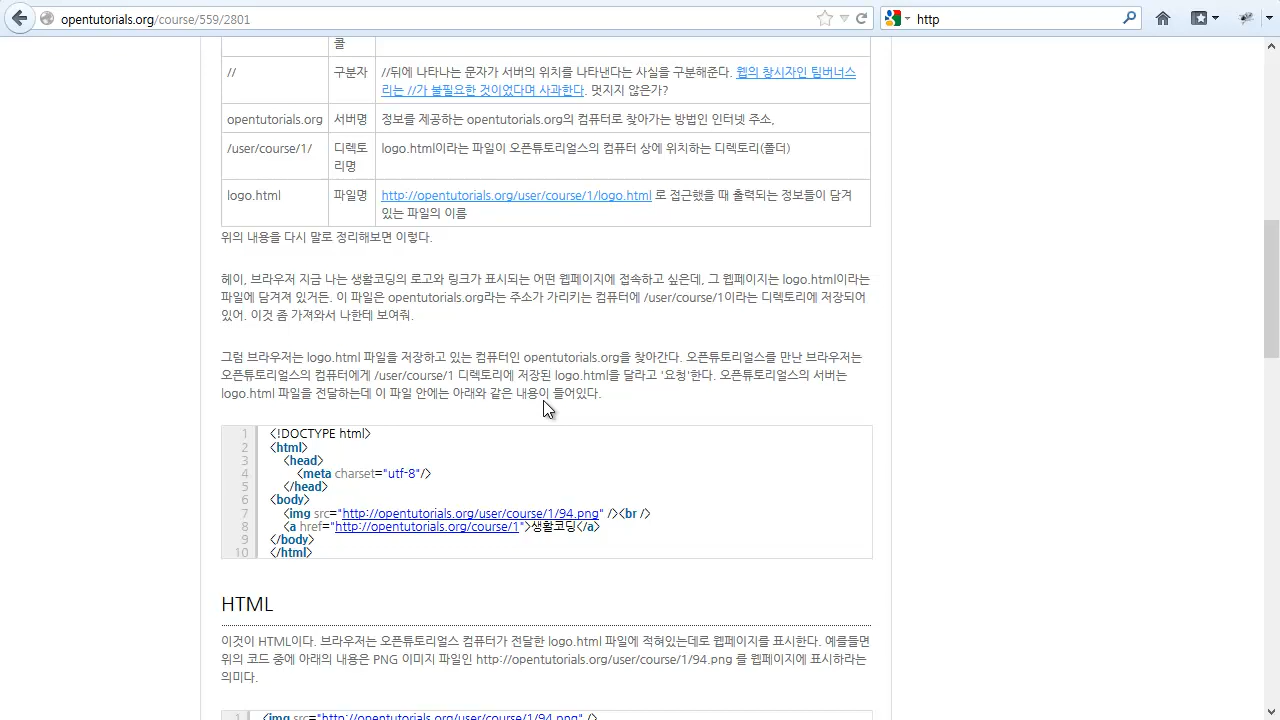 opentutorials.org/course/559/2801
http
콜
// 구분자 //뒤에 나타나는 문자가 서버의 위치를 나타낸다는 사실을 구분해준다. 웹의 창시자인 팀버너스
리는 //가 불필요한 것이었다며 사과한다. 멋지지 않은가?
opentutorials.org 서버명 정보를 제공하는 opentutorials.org의 컴퓨터로 찾아가는 방법인 인터넷 주소,
/user/course/1/ 디렉토 logo.html이라는 파일이 오픈튜토리얼스의 컴퓨터 상에 위치하는 디렉토리(폴더)
리명
logo.html 파일명 http://opentutorials.org/user/course/1/logo.html 로 접근했을 때 출력되는 정보들이 담겨
있는 파일의 이름
위의 내용을 다시 말로 정리해보면 이렇다.
헤이, 브라우저 지금 나는 생활코딩의 로고와 링크가 표시되는 어떤 웹페이지에 접속하고 싶은데, 그 웹페이지는 logo.html이라는
파일에 담겨져 있거든. 이 파일은 opentutorials.org라는 주소가 가리키는 컴퓨터에 /user/course/1이라는 디렉토리에 저장되어
있어. 이것 좀 가져와서 나한테 보여줘.
그럼 브라우저는 logo.html 파일을 저장하고 있는 컴퓨터인 opentutorials.org을 찾아간다. 오픈튜토리얼스를 만난 브라우저는
오픈튜토리얼스의 컴퓨터에게 /user/course/1 디렉토리에 저장된 logo.html을 달라고 '요청'한다. 오픈튜토리얼스의 서버는
logo.html 파일을 전달하는데 이 파일 안에는 아래와 같은 내용이 들어있다.
1 <!DOCTYPE html>
2 <html>
3 <head>
4 <meta charset="utf-8"/>
5 </head>
6 <body>
7 <img src="http://opentutorials.org/user/course/1/94.png" /><br />
8 <a href="http://opentutorials.org/course/1">생활코딩</a>
9 </body>
10 </html>
HTML
이것이 HTML이다. 브라우저는 오픈튜토리얼스 컴퓨터가 전달한 logo.html 파일에 적혀있는데로 웹페이지를 표시한다. 예를들면
위의 코드 중에 아래의 내용은 PNG 이미지 파일인 http://opentutorials.org/user/course/1/94.png 를 웹페이지에 표시하라는
의미다.
1 <img src="http://opentutorials.org/user/course/1/94.png" />